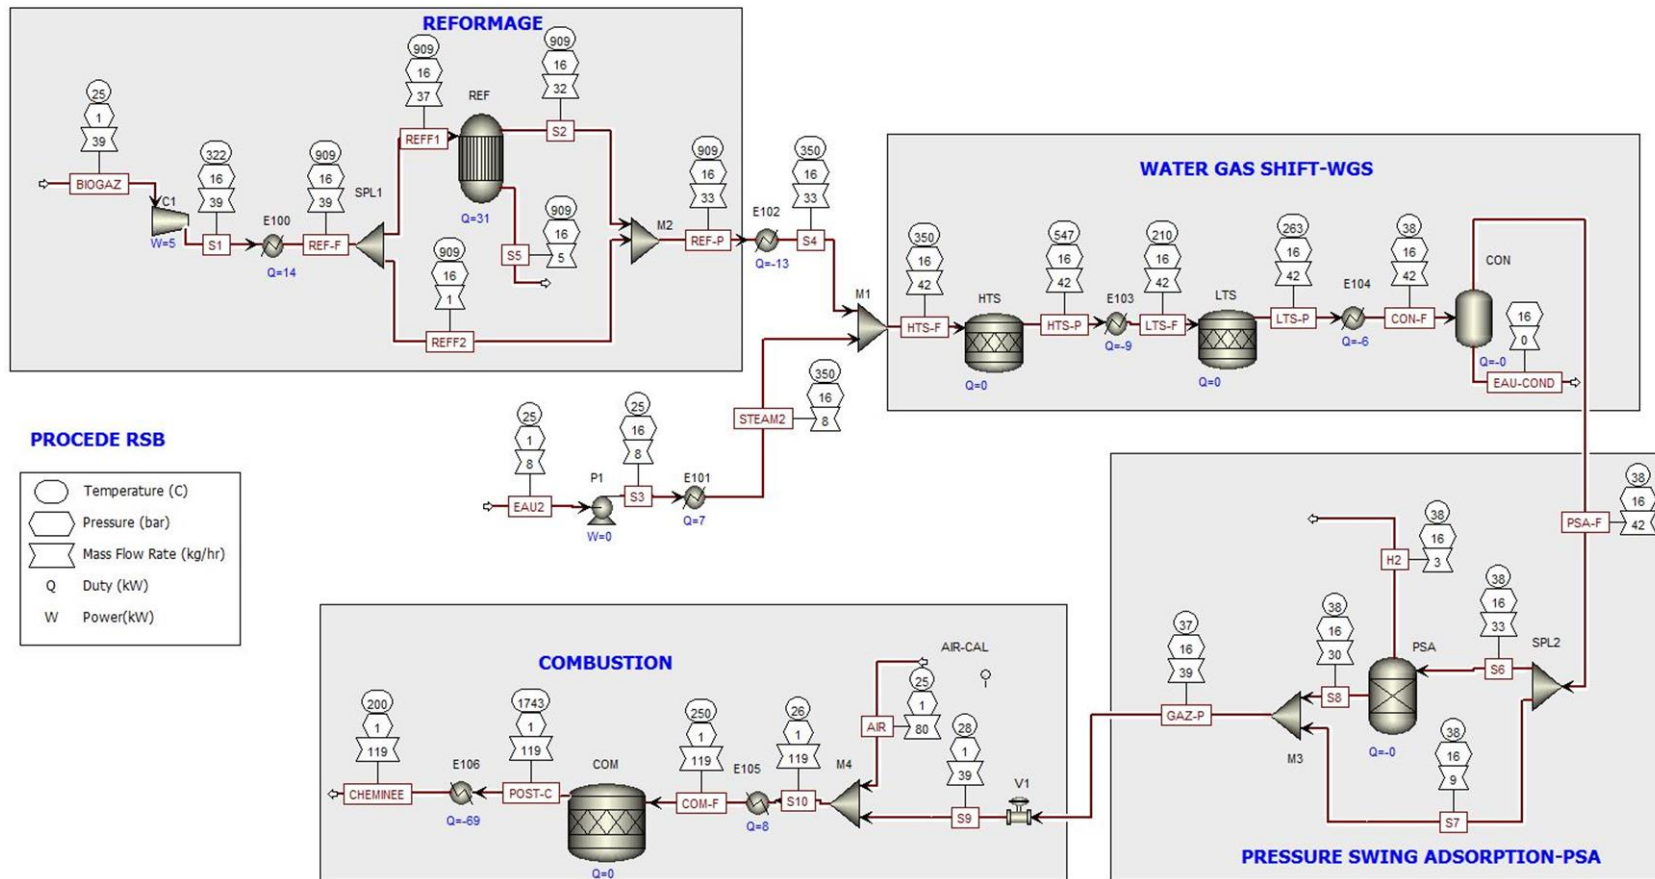 REFORMAGE
25
1
39
BIOGAZ
C1
W=5
322
16
39
S1
E100
Q=14
909
16
39
REF-F
SPL1
909
16
37
REFF1
REF
Q=31
909
16
32
S2
909
16
5
S5
909
16
1
REFF2
M2
909
16
33
REF-P
E102
Q=-13
350
16
33
S4
M1
WATER GAS SHIFT-WGS
350
16
42
HTS-F
HTS
Q=0
547
16
42
HTS-P
E103
Q=-9
210
16
42
LTS-F
LTS
Q=0
263
16
42
LTS-P
E104
Q=-6
38
16
42
CON-F
CON
Q=-0
16
0
EAU-COND
25
1
8
EAU2
P1
W=0
25
16
8
S3
E101
Q=7
STEAM2
350
16
8
PROCEDE RSB
Temperature (C)
Pressure (bar)
Mass Flow Rate (kg/hr)
Q Duty (kW)
W Power(kW)
COMBUSTION
200
1
119
CHEMINEE
E106
Q=-69
1743
1
119
POST-C
COM
Q=0
250
1
119
COM-F
E105
Q=8
26
1
119
S10
M4
AIR-CAL
AIR
25
1
80
28
1
39
S9
V1
37
16
39
GAZ-P
M3
38
16
30
S8
PSA
Q=-0
H2
38
16
3
38
16
33
S6
SPL2
38
16
9
S7
PSA-F
38
16
42
PRESSURE SWING ADSORPTION-PSA